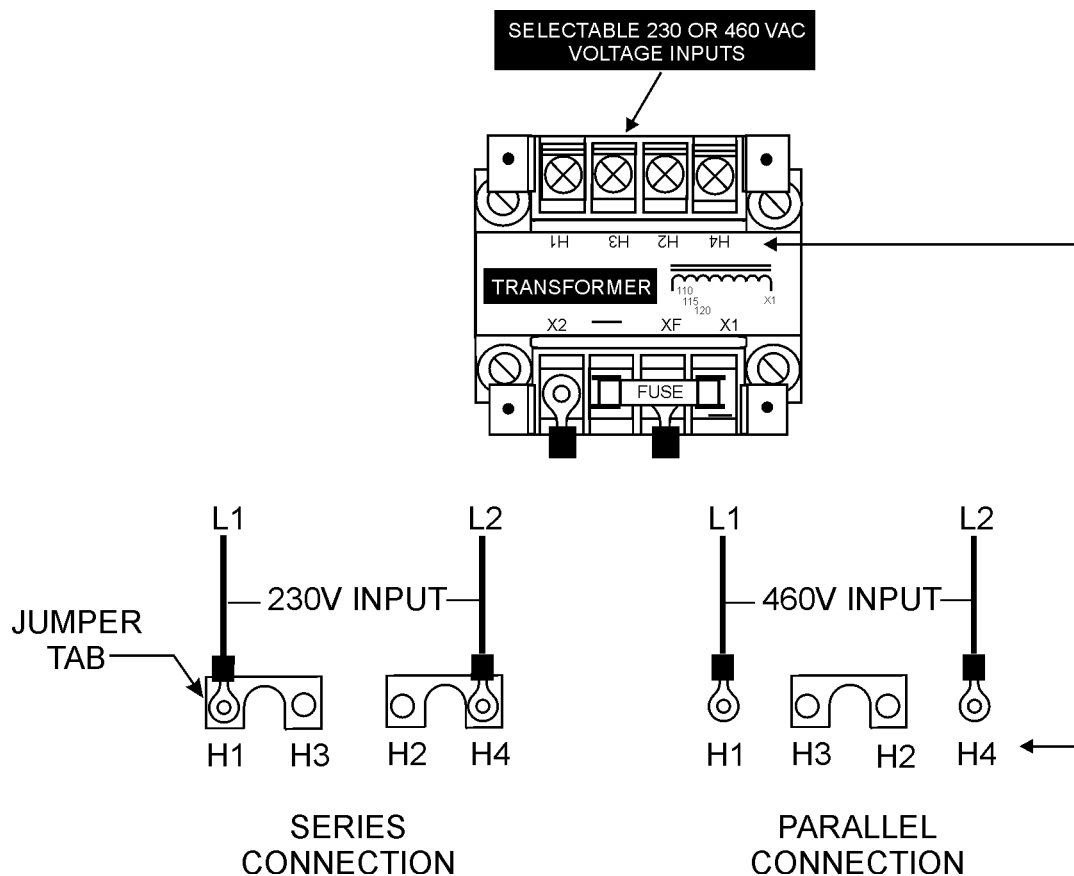 SELECTABLE 230 OR 460 VAC
VOLTAGE INPUTS
H1 H3 H2 H4
TRANSFORMER
110
115
120
X1
X2 — XF X1
FUSE
L1 L2 L1 L2
230V INPUT 460V INPUT
JUMPER
TAB
H1 H3 H2 H4 H1 H3 H2 H4
SERIES
CONNECTION
PARALLEL
CONNECTION